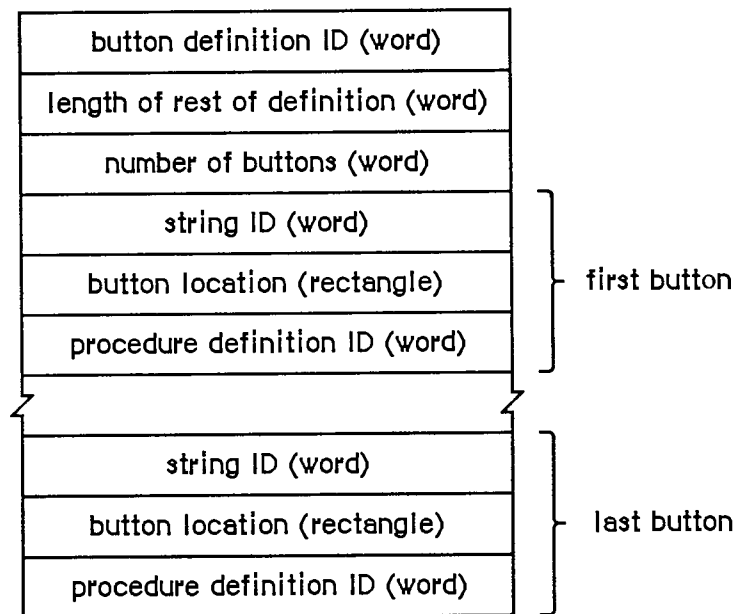 button definition ID (word)
length of rest of definition (word)
number of buttons (word)
string ID (word)
button location (rectangle)
first button
procedure definition ID (word)
string ID (word)
button location (rectangle)
last button
procedure definition ID (word)